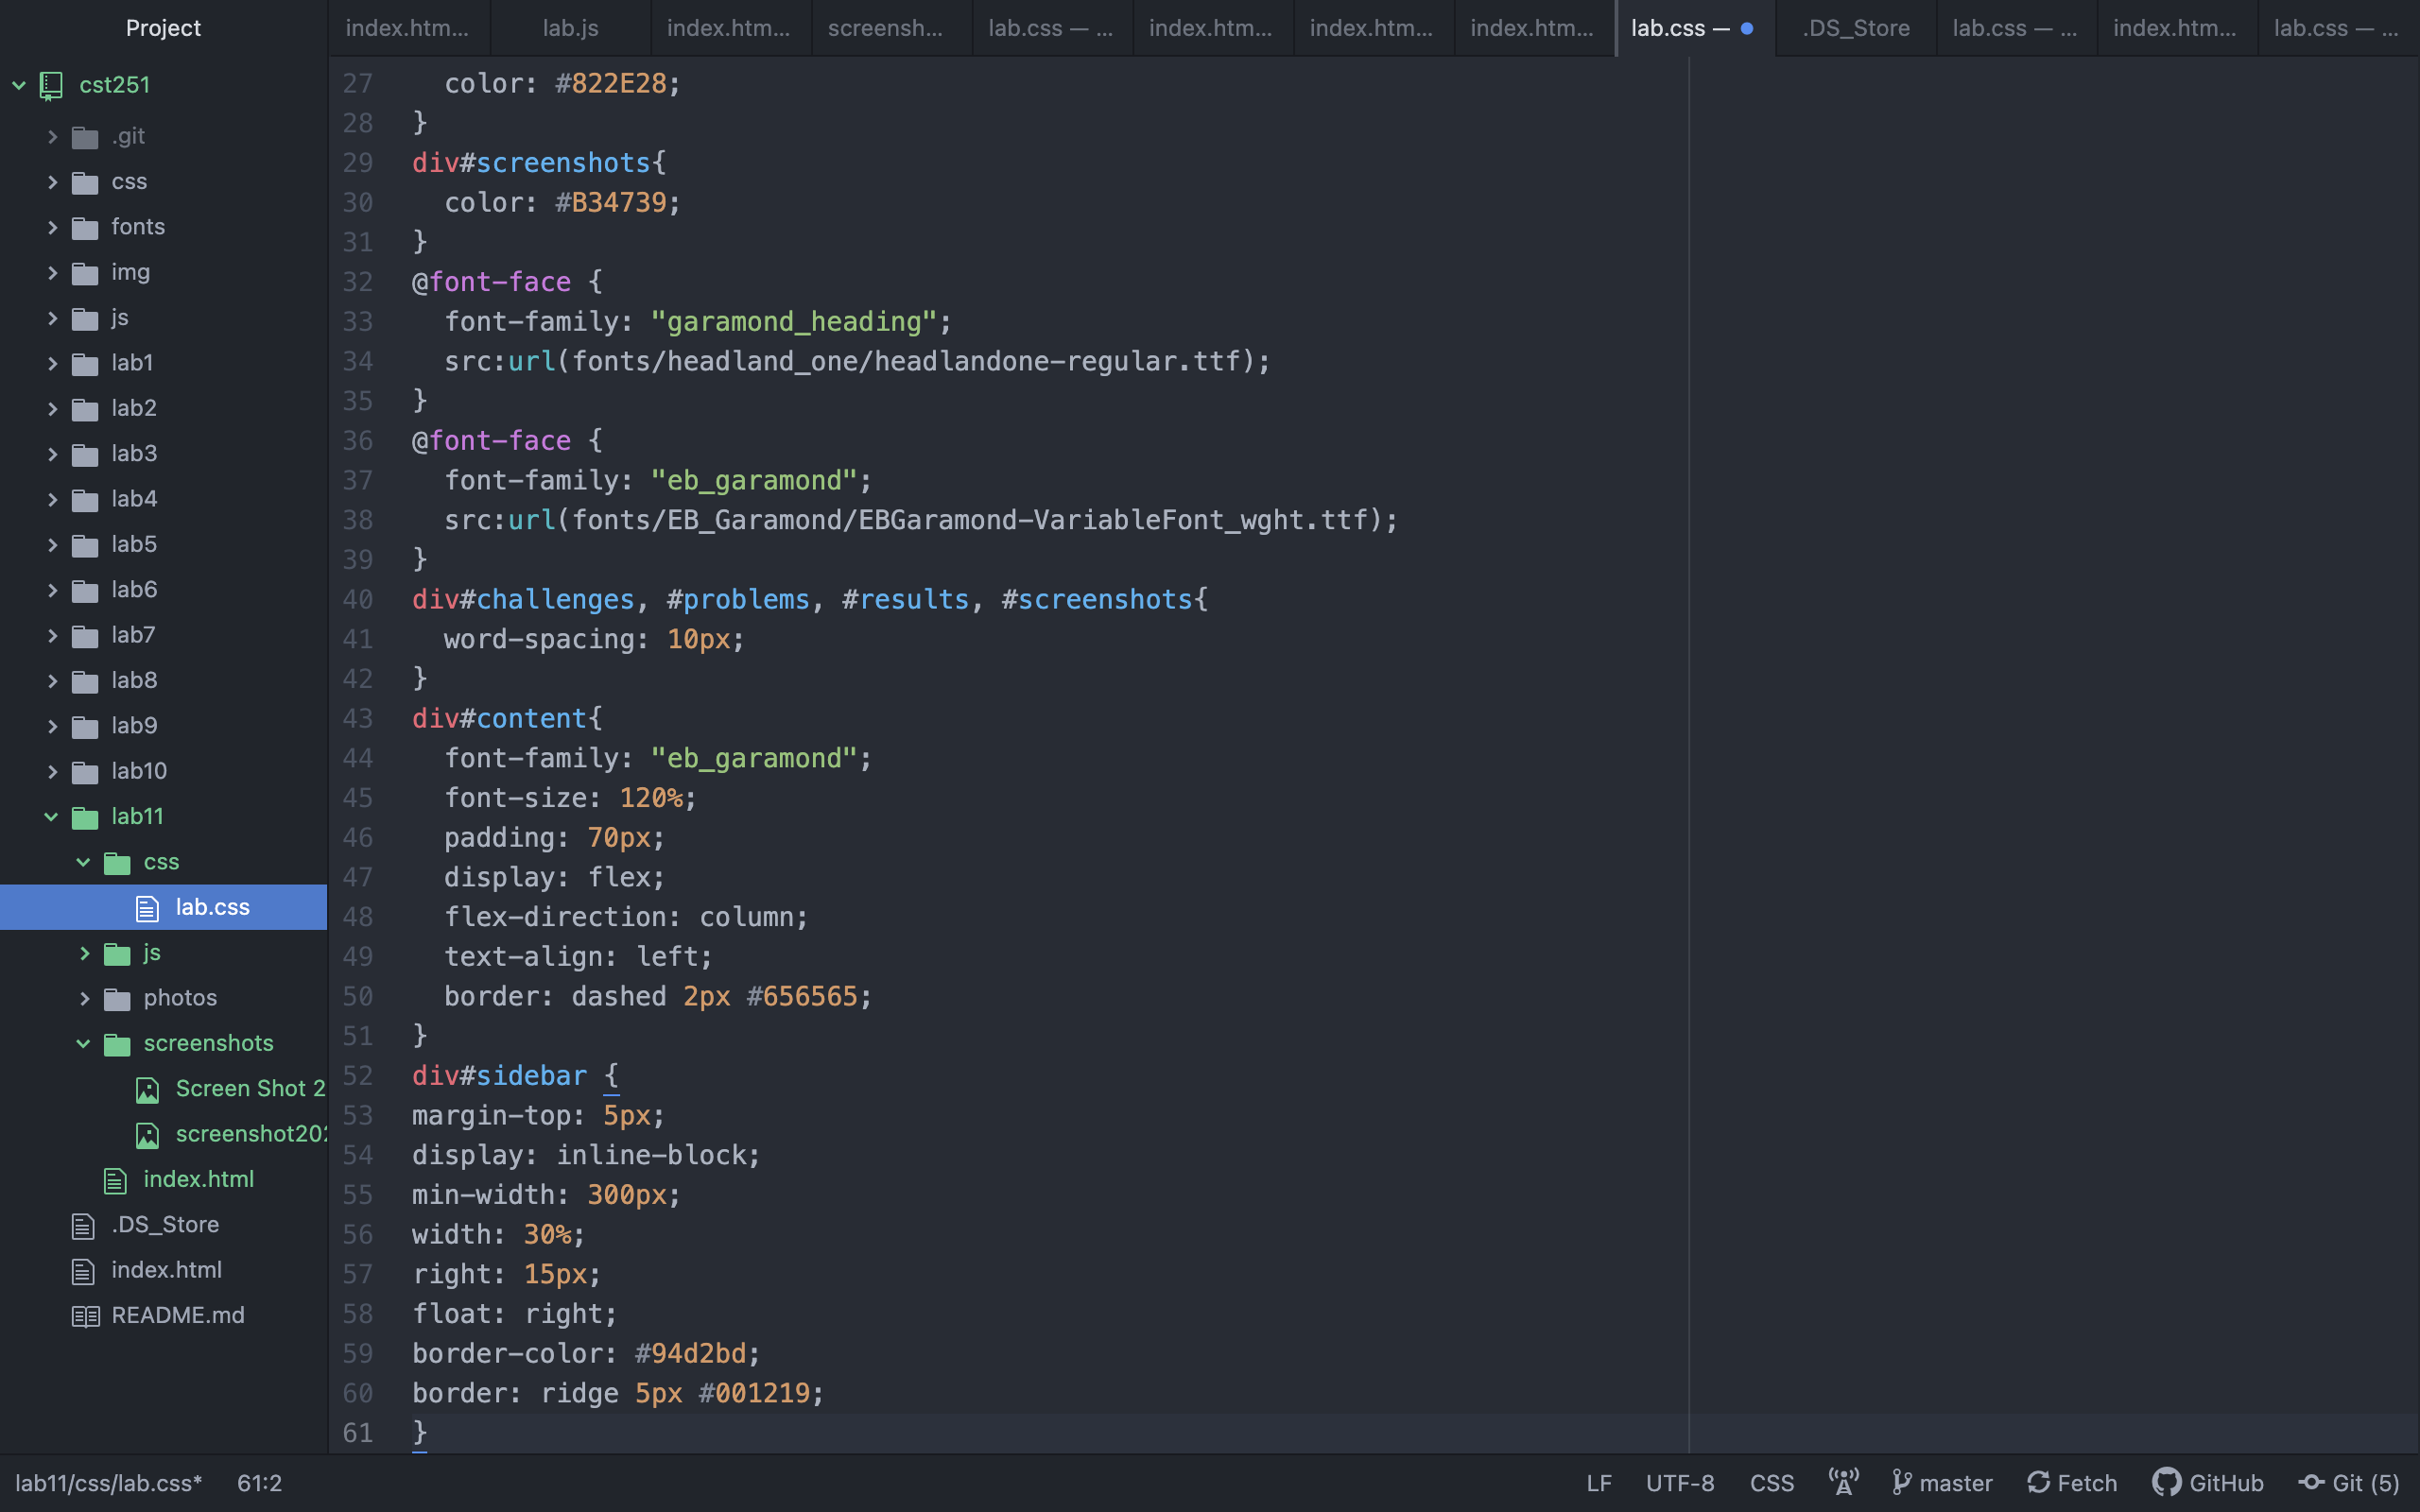 Project
index.htm...
lab.js
index.htm...
screensh...
lab.css — ...
index.htm...
index.htm...
index.htm...
lab.css —
.DS_Store
lab.css — ...
index.htm...
lab.css — ...
cst251
.git
css
fonts
img
js
lab1
lab2
lab3
lab4
lab5
lab6
lab7
lab8
lab9
lab10
lab11
css
lab.css
js
photos
screenshots
Screen Shot 2
screenshot202
index.html
.DS_Store
index.html
README.md
27 color: #822E28;
28 }
29 div#screenshots{
30 color: #B34739;
31 }
32 @font-face {
33 font-family: "garamond_heading";
34 src:url(fonts/headland_one/headlandone-regular.ttf);
35 }
36 @font-face {
37 font-family: "eb_garamond";
38 src:url(fonts/EB_Garamond/EBGaramond-VariableFont_wght.ttf);
39 }
40 div#challenges, #problems, #results, #screenshots{
41 word-spacing: 10px;
42 }
43 div#content{
44 font-family: "eb_garamond";
45 font-size: 120%;
46 padding: 70px;
47 display: flex;
48 flex-direction: column;
49 text-align: left;
50 border: dashed 2px #656565;
51 }
52 div#sidebar {
53 margin-top: 5px;
54 display: inline-block;
55 min-width: 300px;
56 width: 30%;
57 right: 15px;
58 float: right;
59 border-color: #94d2bd;
60 border: ridge 5px #001219;
61 }
lab11/css/lab.css* 61:2 LF UTF-8 CSS master Fetch GitHub Git (5)